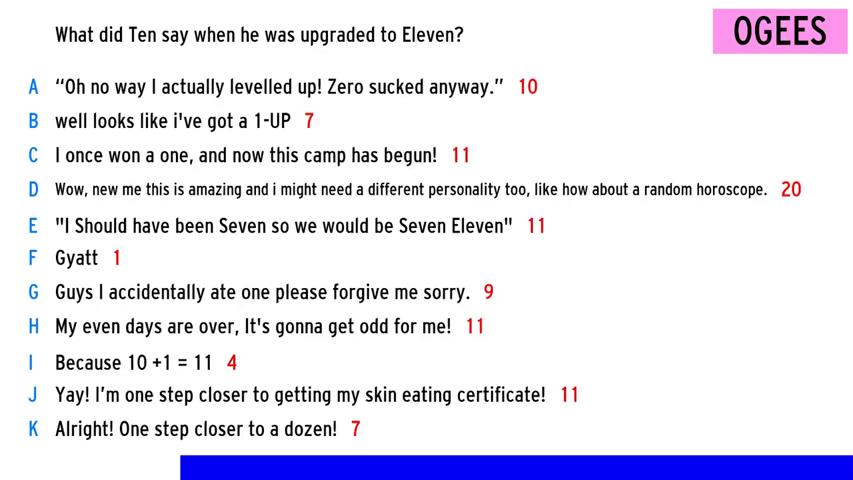 What did Ten say when he was upgraded to Eleven?
OGEES
A “Oh no way I actually levelled up! Zero sucked anyway.” 10
B well looks like i've got a 1-UP 7
C I once won a one, and now this camp has begun! 11
D Wow, new me this is amazing and i might need a different personality too, like how about a random horoscope. 20
E "I Should have been Seven so we would be Seven Eleven" 11
F Gyatt 1
G Guys I accidentally ate one please forgive me sorry. 9
H My even days are over, It's gonna get odd for me! 11
I Because 10 +1 = 11 4
J Yay! I’m one step closer to getting my skin eating certificate! 11
K Alright! One step closer to a dozen! 7